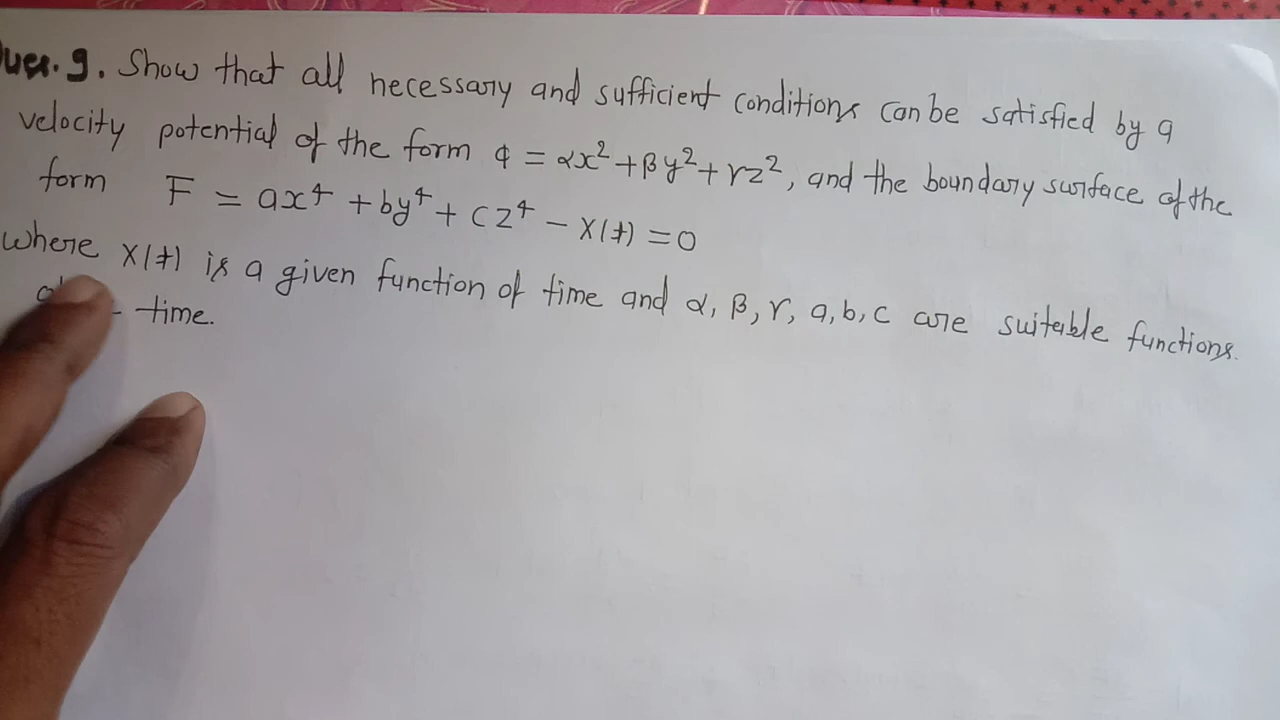 Ques. 9. Show that all necessary and sufficient conditions can be satisfied by a
velocity potential of the form φ = αx² + βy² + rz², and the boundary surface of the
form F = ax⁴ + by⁴ + cz⁴ - X(t) = 0
where X(t) is a given function of time and α, β, r, a, b, c are suitable functions.
time.